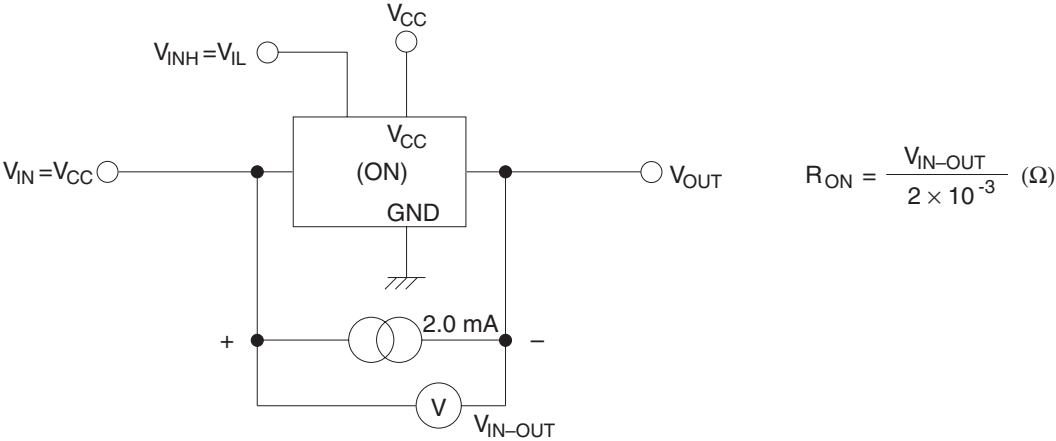 V_CC
V_INH=V_IL
V_CC
V_IN=V_CC
(ON)
V_OUT
GND
R_ON = V_IN–OUT / 2 × 10^-3 (Ω)
2.0 mA
+
–
V
V_IN–OUT